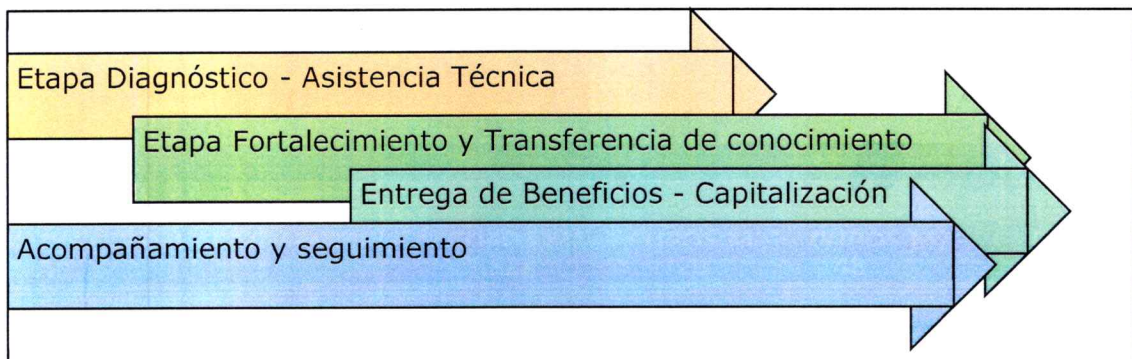 Etapa Diagnóstico - Asistencia Técnica
Etapa Fortalecimiento y Transferencia de conocimiento
Entrega de Beneficios - Capitalización
Acompañamiento y seguimiento